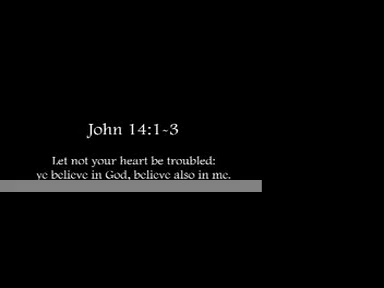 John 14:1-3
Let not your heart be troubled:
ye believe in God, believe also in me.